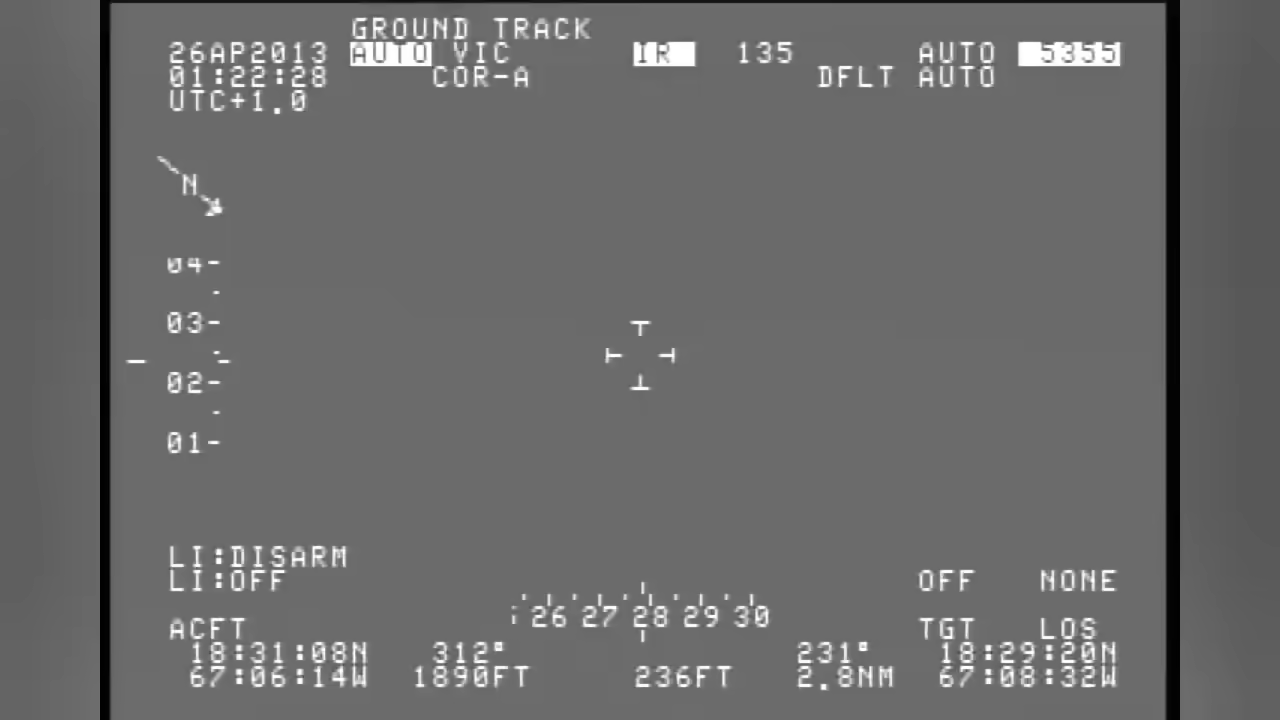 GROUND TRACK
26AP2013 AUTO VIC IR 135 AUTO 5355
01:22:28 COR-A DFLT AUTO
UTC+1.0
N
04-
03-
02-
01-
LI:DISARM
LI:OFF OFF NONE
26 27 28 29 30
ACFT TGT LOS
18:31:08N 312° 231° 18:29:20N
67:06:14W 1890FT 236FT 2.8NM 67:08:32W